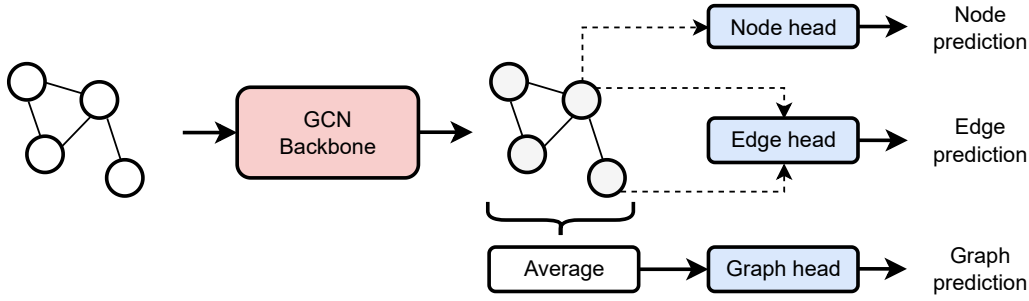 Node head
Node
prediction
GCN
Backbone
Edge head
Edge
prediction
Average
Graph head
Graph
prediction